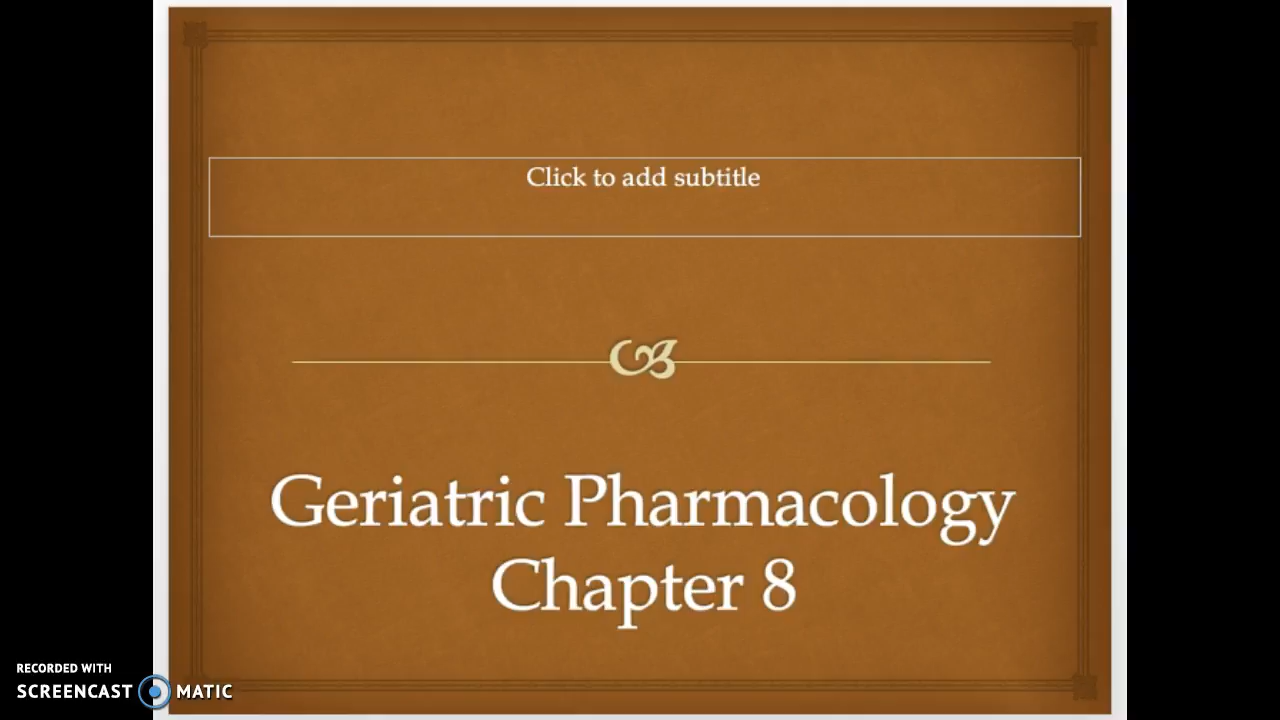 Click to add subtitle
Geriatric Pharmacology
Chapter 8
RECORDED WITH
SCREENCAST MATIC